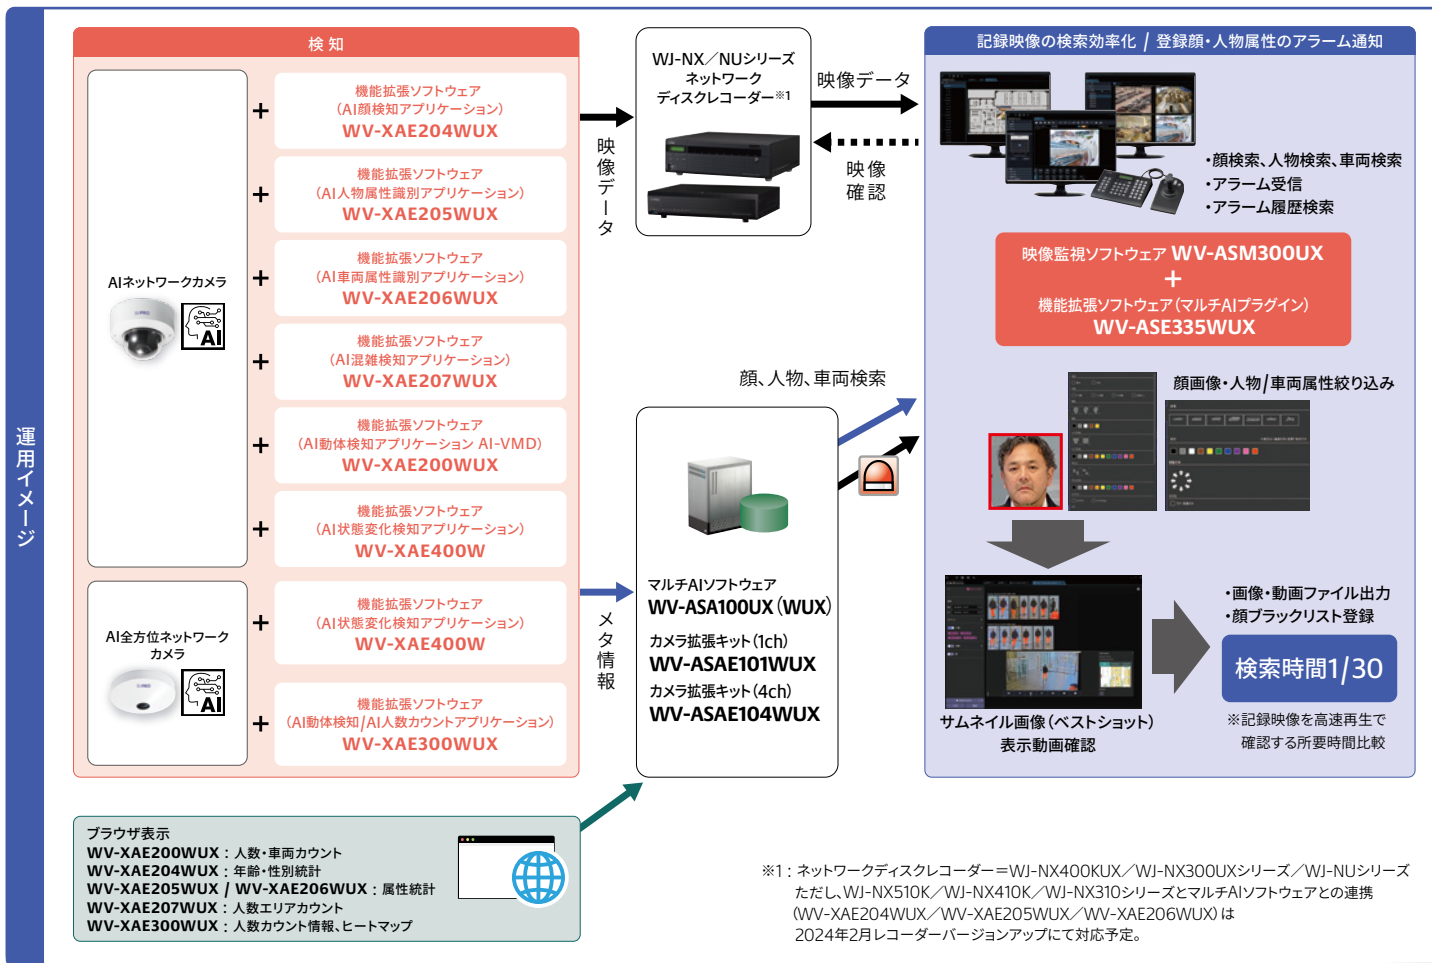 運用イメージ
検 知
AIネットワークカメラ
i-PRO
AI
+
機能拡張ソフトウェア
(AI顔検知アプリケーション)
WV-XAE204WUX
+
機能拡張ソフトウェア
(AI人物属性識別アプリケーション)
WV-XAE205WUX
+
機能拡張ソフトウェア
(AI車両属性識別アプリケーション)
WV-XAE206WUX
+
機能拡張ソフトウェア
(AI混雑検知アプリケーション)
WV-XAE207WUX
+
機能拡張ソフトウェア
(AI動体検知アプリケーション AI-VMD)
WV-XAE200WUX
+
機能拡張ソフトウェア
(AI状態変化検知アプリケーション)
WV-XAE400W
AI全方位ネットワーク
カメラ
AI
+
機能拡張ソフトウェア
(AI状態変化検知アプリケーション)
WV-XAE400W
+
機能拡張ソフトウェア
(AI動体検知/AI人数カウントアプリケーション)
WV-XAE300WUX
映像データ
メタ情報
WJ-NX/NUシリーズ
ネットワーク
ディスクレコーダー※1
映像データ
映像
確認
顔、人物、車両検索
マルチAIソフトウェア
WV-ASA100UX(WUX)
カメラ拡張キット(1ch)
WV-ASAE101WUX
カメラ拡張キット(4ch)
WV-ASAE104WUX
記録映像の検索効率化 / 登録顔・人物属性のアラーム通知
・顔検索、人物検索、車両検索
・アラーム受信
・アラーム履歴検索
映像監視ソフトウェア WV-ASM300UX
+
機能拡張ソフトウェア(マルチAIプラグイン)
WV-ASE335WUX
顔画像・人物/車両属性絞り込み
サムネイル画像(ベストショット)
表示動画確認
・画像・動画ファイル出力
・顔ブラックリスト登録
検索時間1/30
※記録映像を高速再生で
確認する所要時間比較
ブラウザ表示
WV-XAE200WUX : 人数・車両カウント
WV-XAE204WUX : 年齢・性別統計
WV-XAE205WUX / WV-XAE206WUX : 属性統計
WV-XAE207WUX : 人数エリアカウント
WV-XAE300WUX : 人数カウント情報、ヒートマップ
※1 : ネットワークディスクレコーダー=WJ-NX400KUX/WJ-NX300UXシリーズ/WJ-NUシリーズ
ただし、WJ-NX510K/WJ-NX410K/WJ-NX310シリーズとマルチAIソフトウェアとの連携
(WV-XAE204WUX/WV-XAE205WUX/WV-XAE206WUX)は
2024年2月レコーダーバージョンアップにて対応予定。